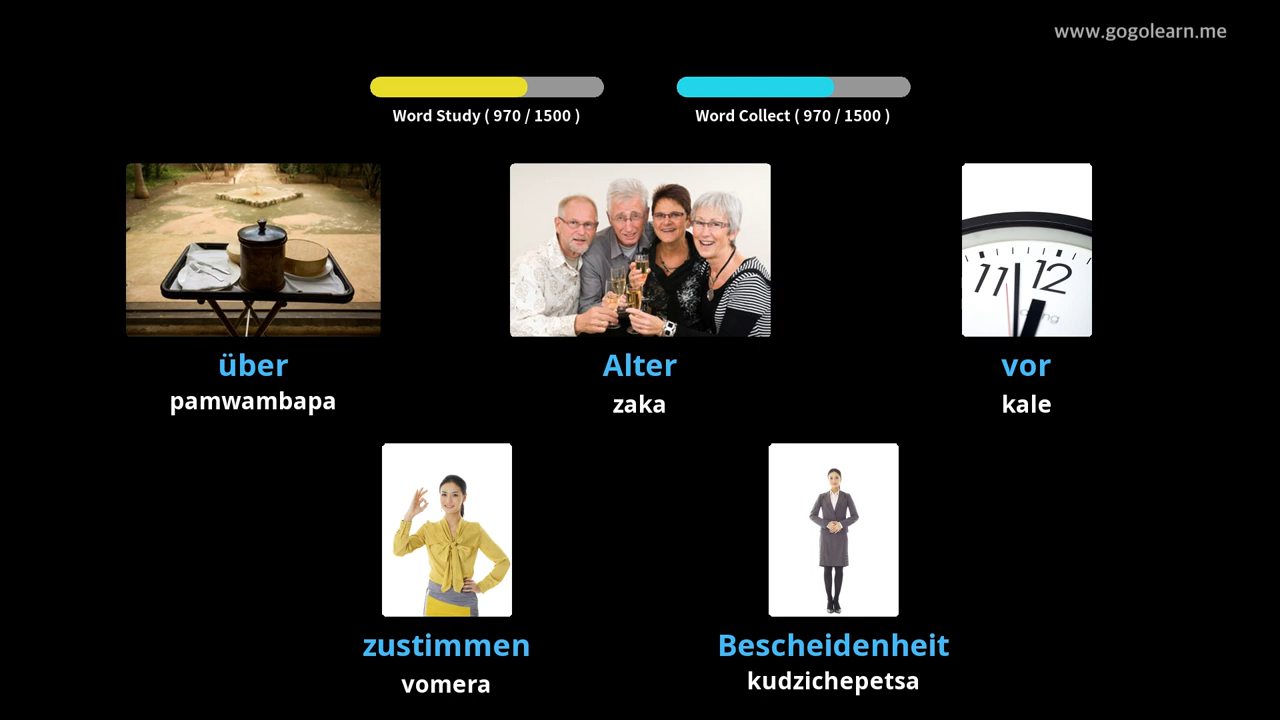 www.gogolearn.me
Word Study ( 970 / 1500 )
Word Collect ( 970 / 1500 )
11 12
über
pamwambapa
Alter
zaka
vor
kale
zustimmen
vomera
Bescheidenheit
kudzichepetsa